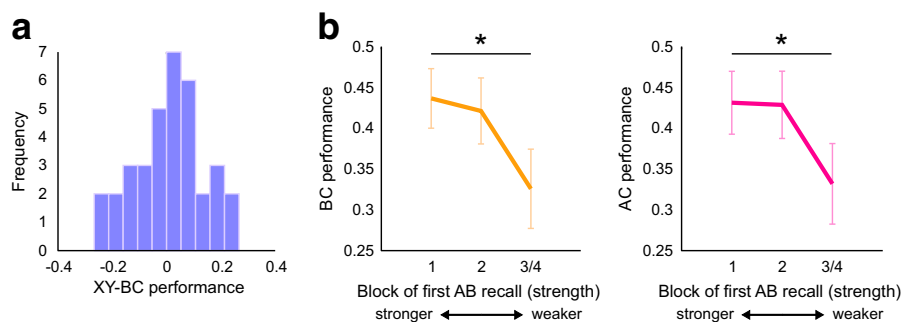 a
7
6
5
4
3
2
1
0
Frequency
-0.4 -0.2 0 0.2 0.4
XY-BC performance
b
0.5
0.45
0.4
0.35
0.3
0.25
BC performance
*
1 2 3/4
Block of first AB recall (strength)
stronger weaker
0.5
0.45
0.4
0.35
0.3
0.25
AC performance
*
1 2 3/4
Block of first AB recall (strength)
stronger weaker